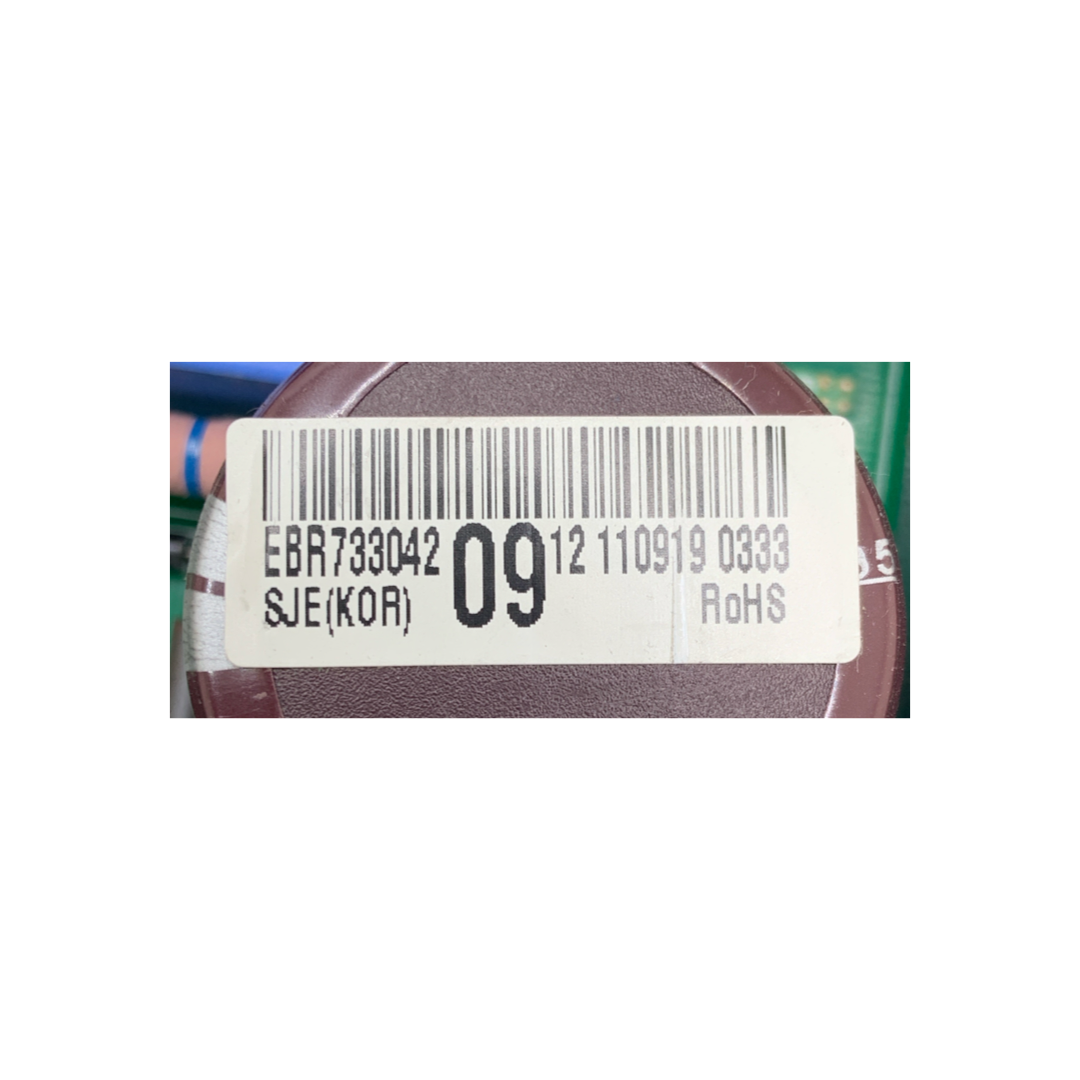 EBR733042 09 12 110919 0333
SJE(KOR) RoHS